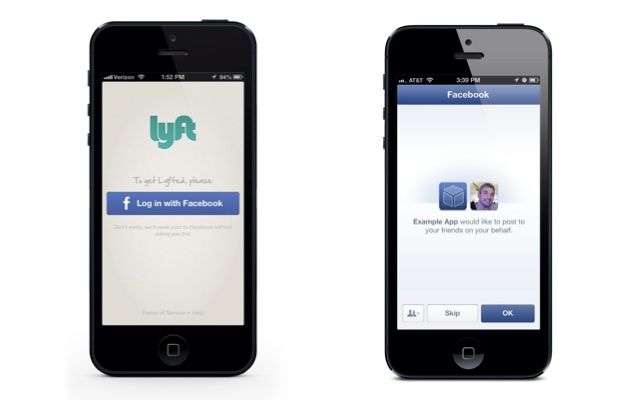 Verizon 1:52 PM 84%
lyft
To get Lyfted, please
f Log in with Facebook
Don't worry, we'll never post to Facebook without
asking you first
Terms of Service • Help
AT&T 3:39 PM
Facebook
Example App would like to post to
your friends on your behalf.
Skip OK